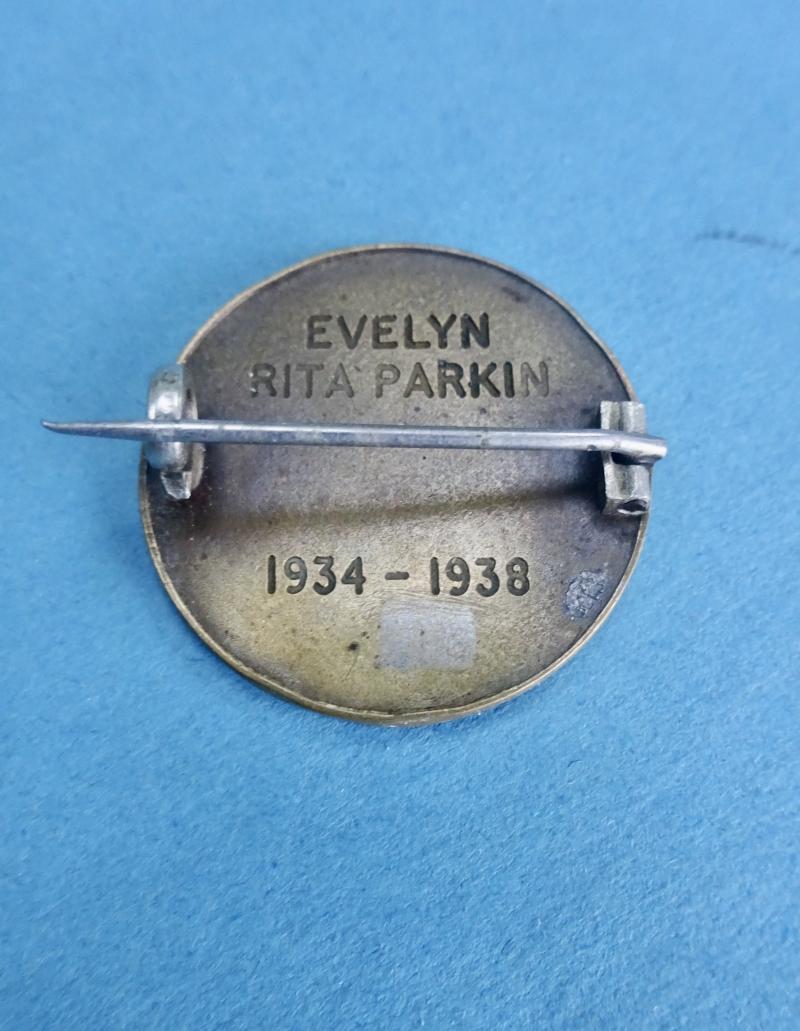 EVELYN
RITA PARKIN
1934 - 1938